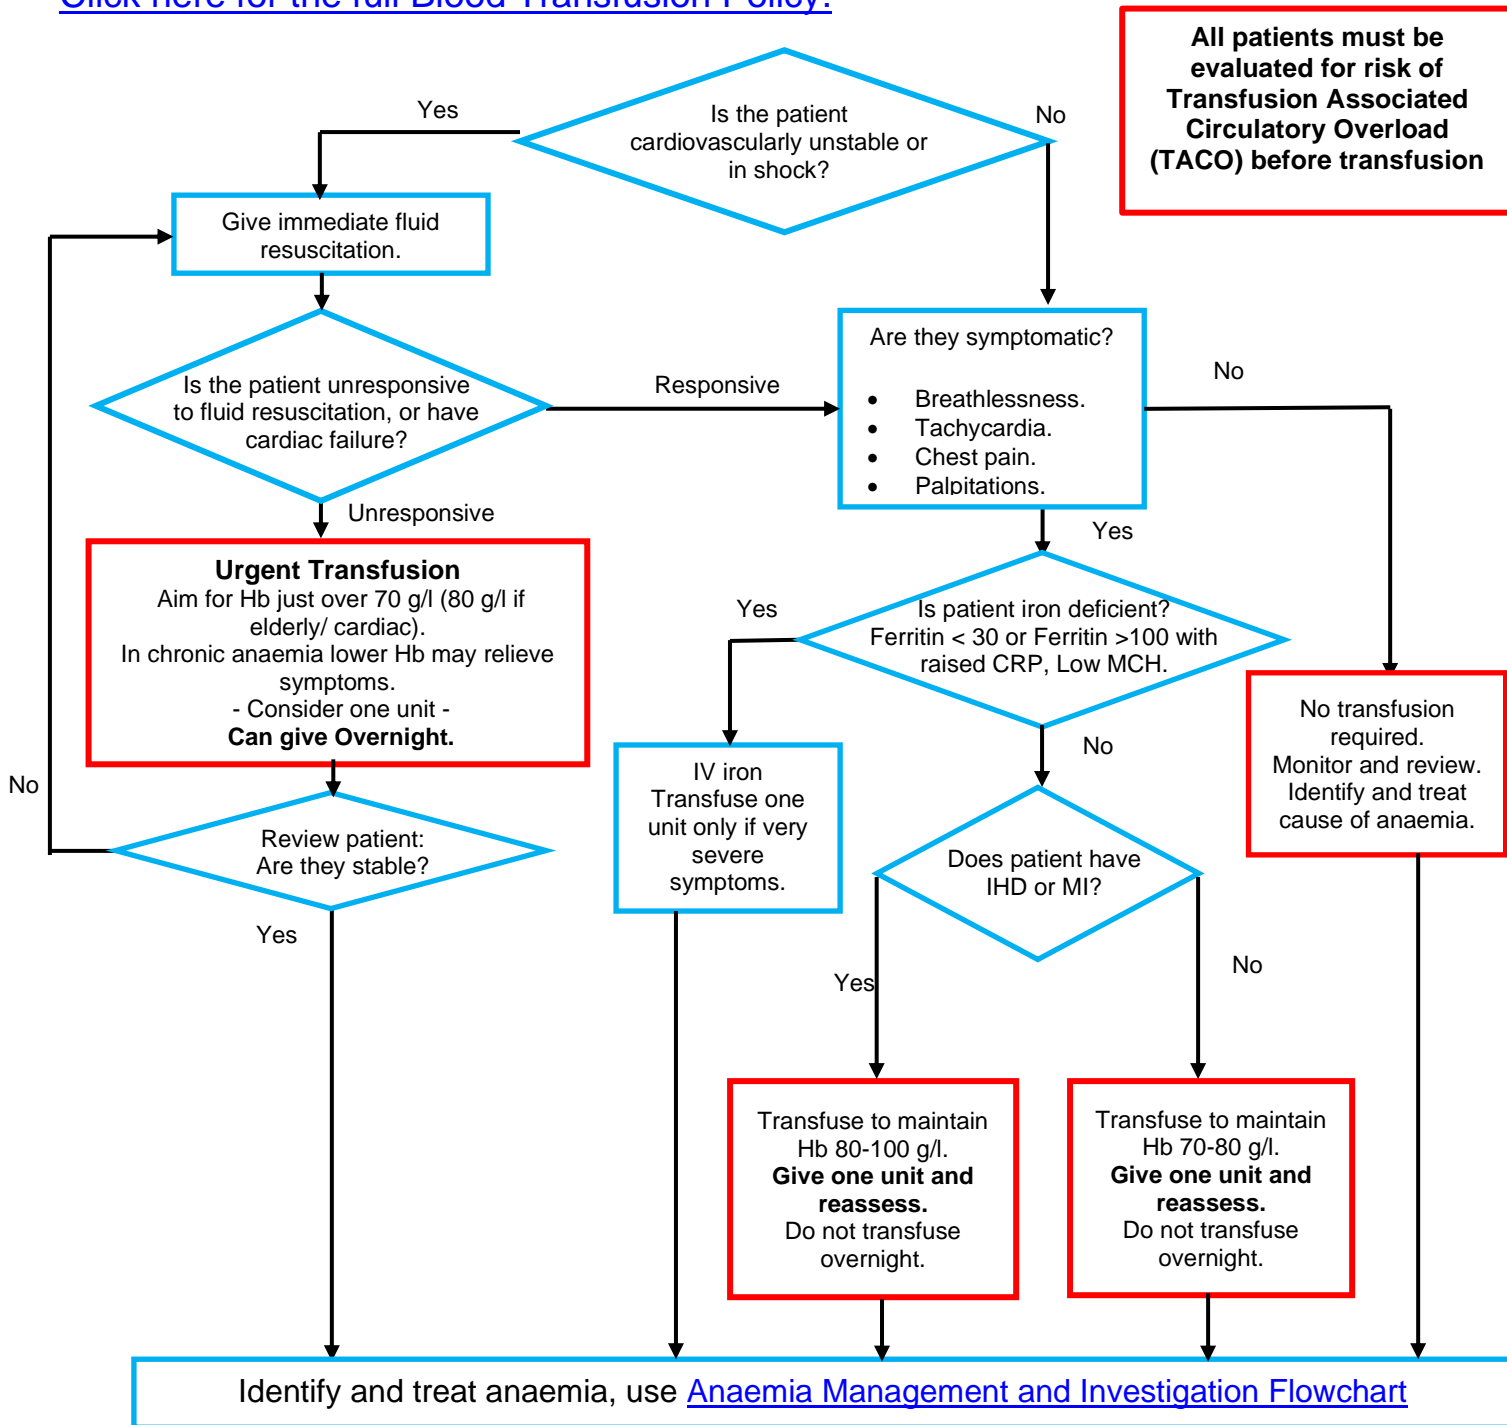 Click here for the full Blood Transfusion Policy.
All patients must be
evaluated for risk of
Transfusion Associated
Circulatory Overload
(TACO) before transfusion
Is the patient
cardiovascularly unstable or
in shock?
Yes
No
Give immediate fluid
resuscitation.
Is the patient unresponsive
to fluid resuscitation, or have
cardiac failure?
Responsive
Unresponsive
Are they symptomatic?
• Breathlessness.
• Tachycardia.
• Chest pain.
• Palpitations.
No
Yes
Urgent Transfusion
Aim for Hb just over 70 g/l (80 g/l if
elderly/ cardiac).
In chronic anaemia lower Hb may relieve
symptoms.
- Consider one unit -
Can give Overnight.
Is patient iron deficient?
Ferritin < 30 or Ferritin >100 with
raised CRP, Low MCH.
Yes
No
No transfusion
required.
Monitor and review.
Identify and treat
cause of anaemia.
IV iron
Transfuse one
unit only if very
severe
symptoms.
Review patient:
Are they stable?
No
Yes
Does patient have
IHD or MI?
Yes
No
Transfuse to maintain
Hb 80-100 g/l.
Give one unit and
reassess.
Do not transfuse
overnight.
Transfuse to maintain
Hb 70-80 g/l.
Give one unit and
reassess.
Do not transfuse
overnight.
Identify and treat anaemia, use Anaemia Management and Investigation Flowchart